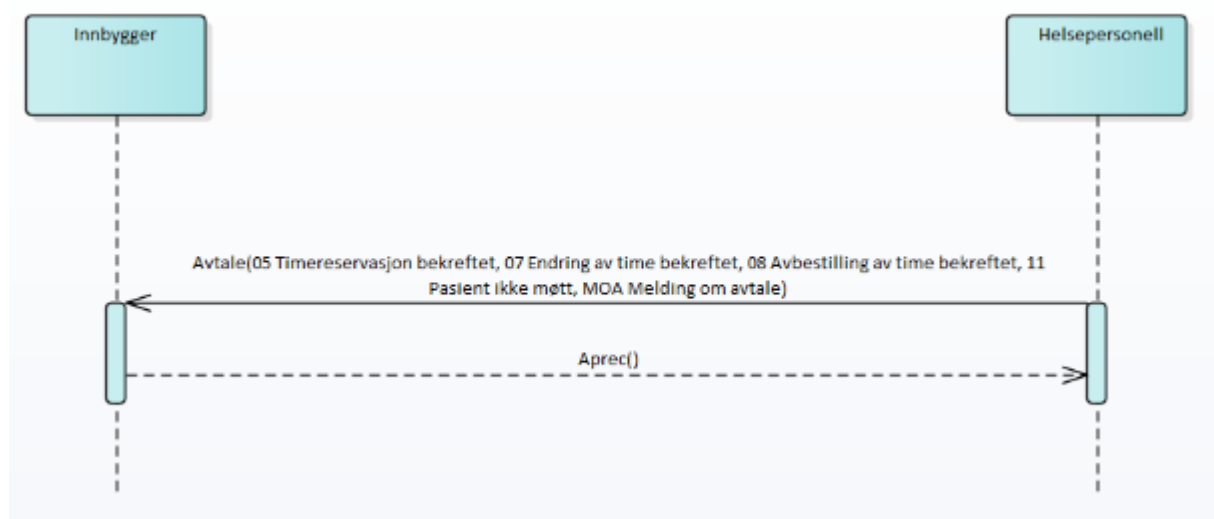 Innbygger
Helsepersonell
Avtale(05 Timereservasjon bekreftet, 07 Endring av time bekreftet, 08 Avbestilling av time bekreftet, 11
Pasient ikke møtt, MOA Melding om avtale)
Aprec()